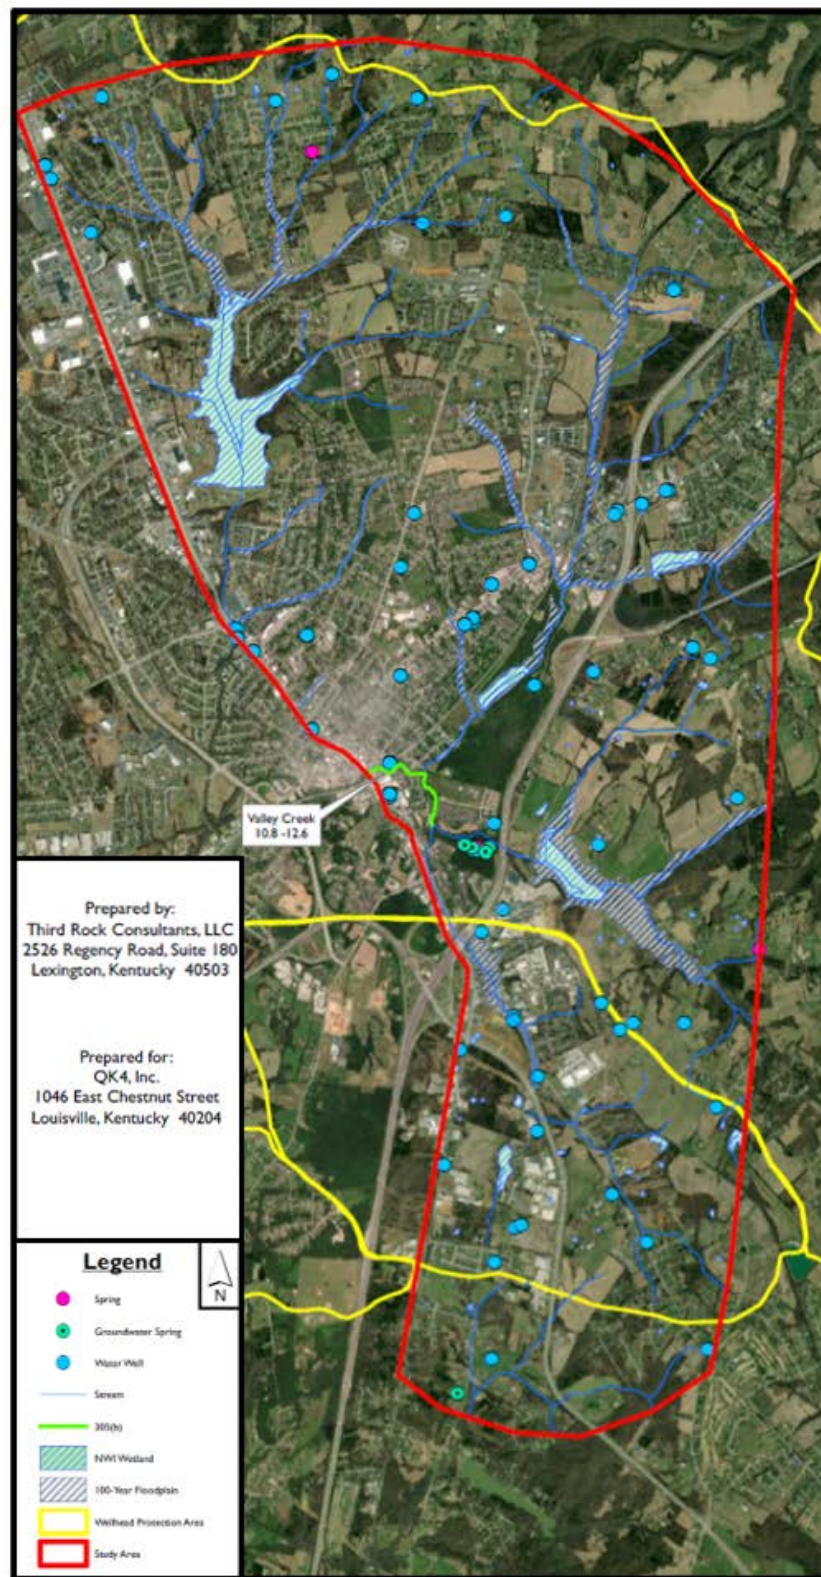 Valley Creek
10.8 -12.6
Prepared by:
Third Rock Consultants, LLC
2526 Regency Road, Suite 180
Lexington, Kentucky 40503
Prepared for:
QK4, Inc.
1046 East Chestnut Street
Louisville, Kentucky 40204
Legend
N
Spring
Groundwater Spring
Water Well
Stream
305(b)
NWI Wetland
100-Year Floodplain
Wellhead Protection Area
Study Area